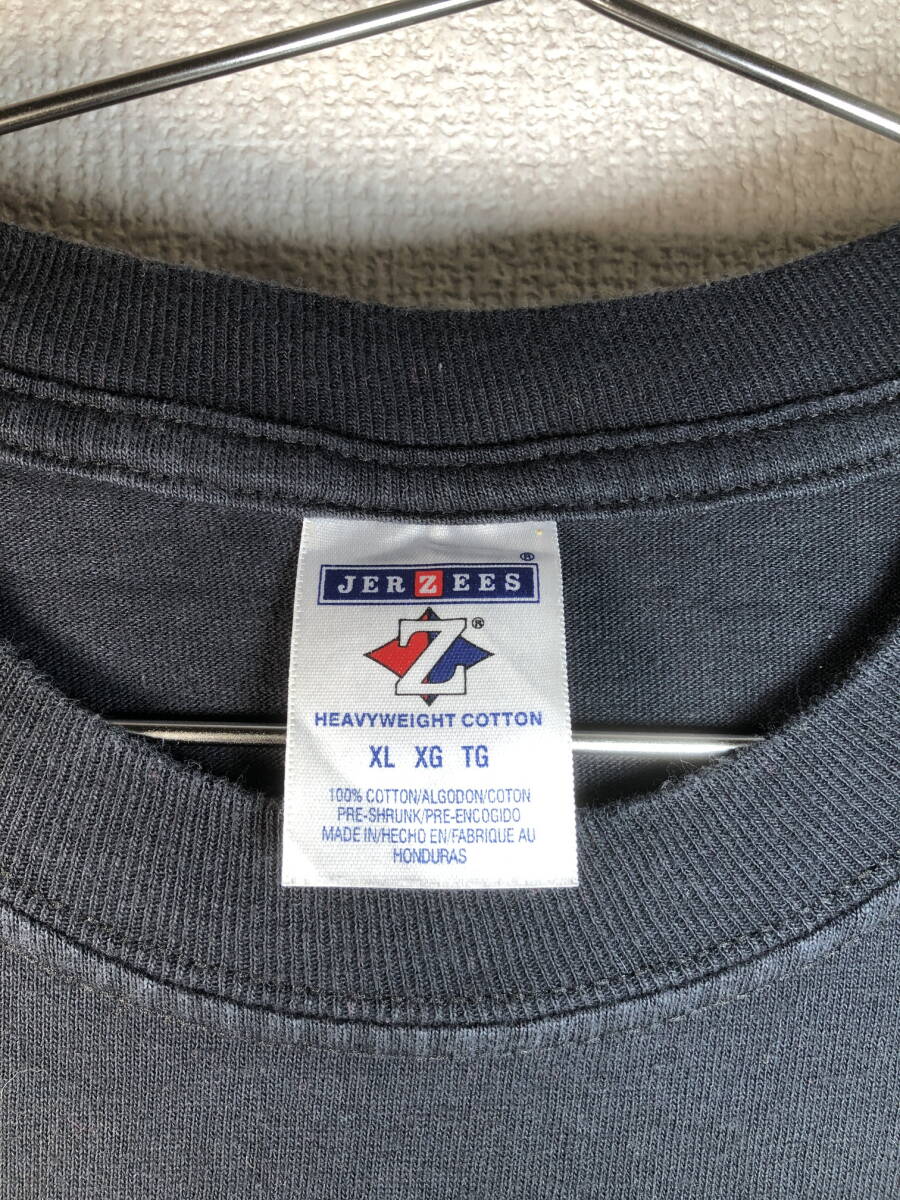 ®
JERZEES
Z®
HEAVYWEIGHT COTTON
XL XG TG
100% COTTON/ALGODON/COTON
PRE-SHRUNK/PRE-ENCOGIDO
MADE IN/HECHO EN/FABRIQUE AU
HONDURAS